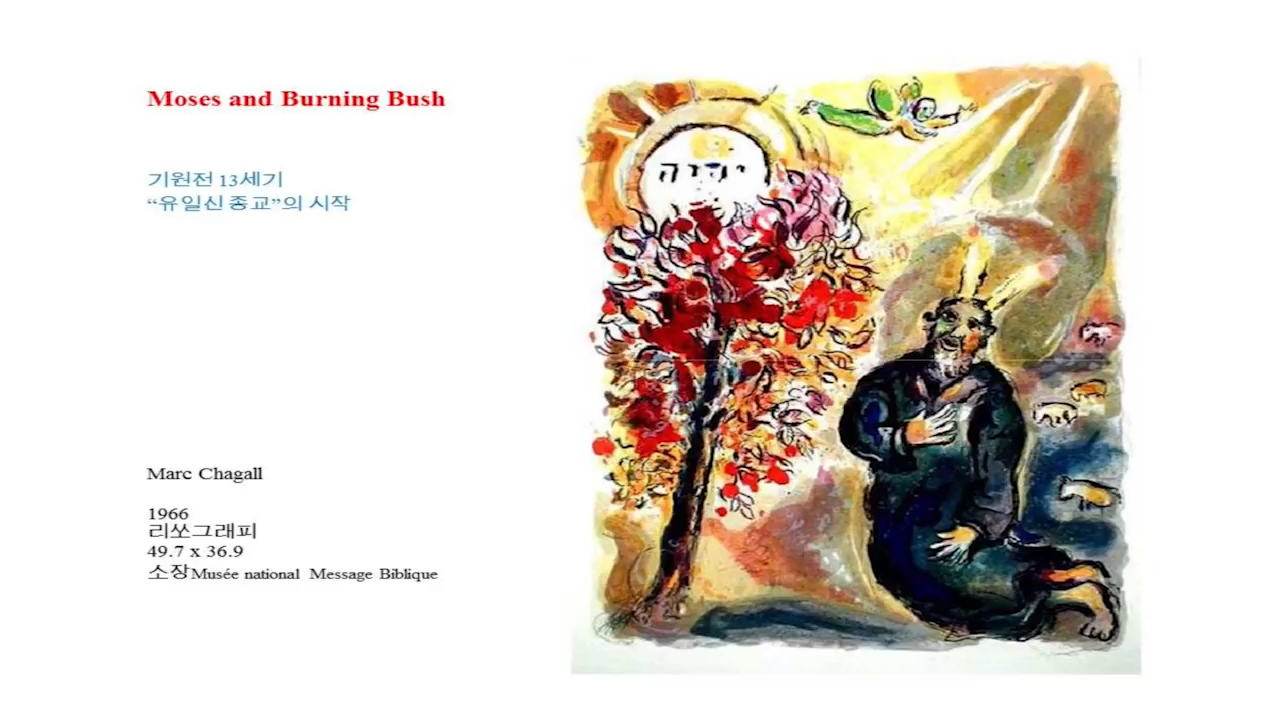 Moses and Burning Bush
기원전 13세기
“유일신 종교”의 시작
יהוה
Marc Chagall
1966
리쏘그래피
49.7 x 36.9
소장Musée national Message Biblique